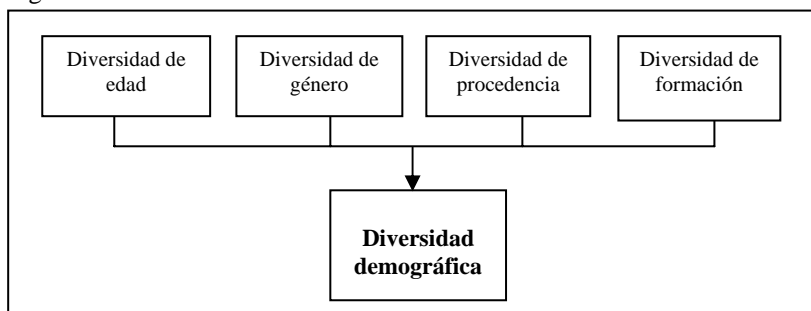 Diversidad de
edad
Diversidad de
género
Diversidad de
procedencia
Diversidad de
formación
Diversidad
demográfica